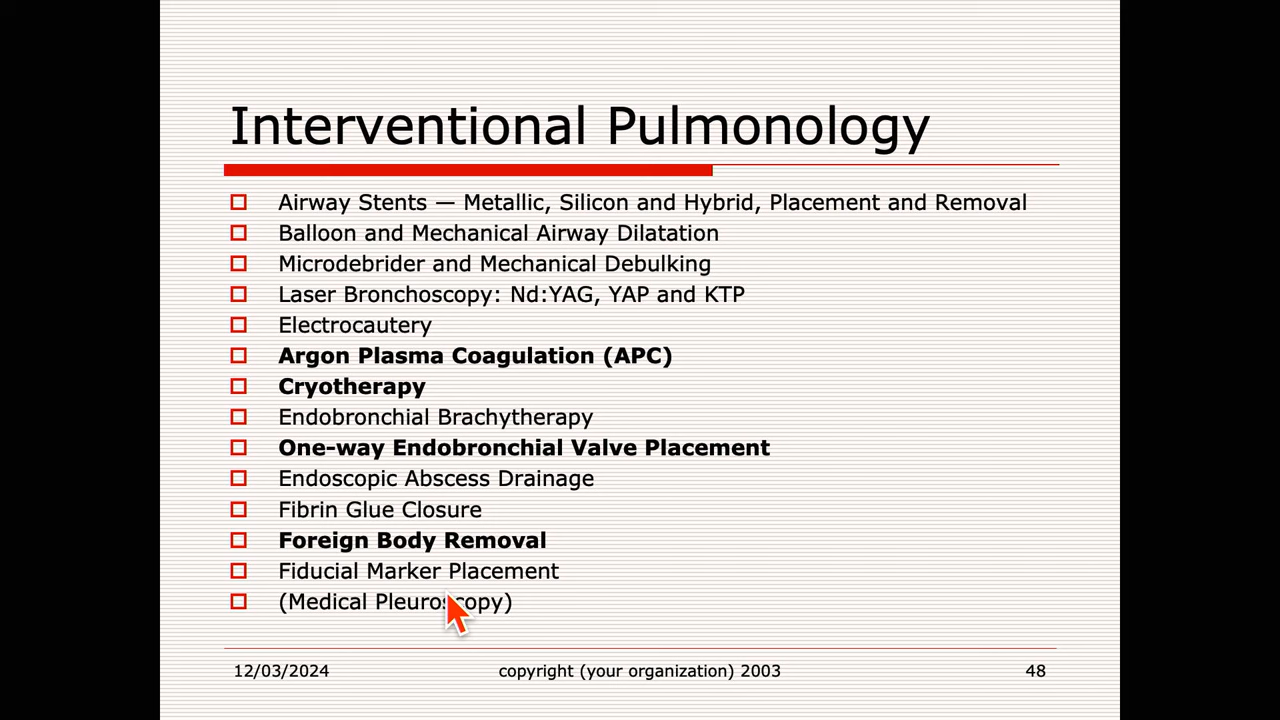 Interventional Pulmonology
Airway Stents — Metallic, Silicon and Hybrid, Placement and Removal
Balloon and Mechanical Airway Dilatation
Microdebrider and Mechanical Debulking
Laser Bronchoscopy: Nd:YAG, YAP and KTP
Electrocautery
Argon Plasma Coagulation (APC)
Cryotherapy
Endobronchial Brachytherapy
One-way Endobronchial Valve Placement
Endoscopic Abscess Drainage
Fibrin Glue Closure
Foreign Body Removal
Fiducial Marker Placement
(Medical Pleuroscopy)
12/03/2024 copyright (your organization) 2003 48